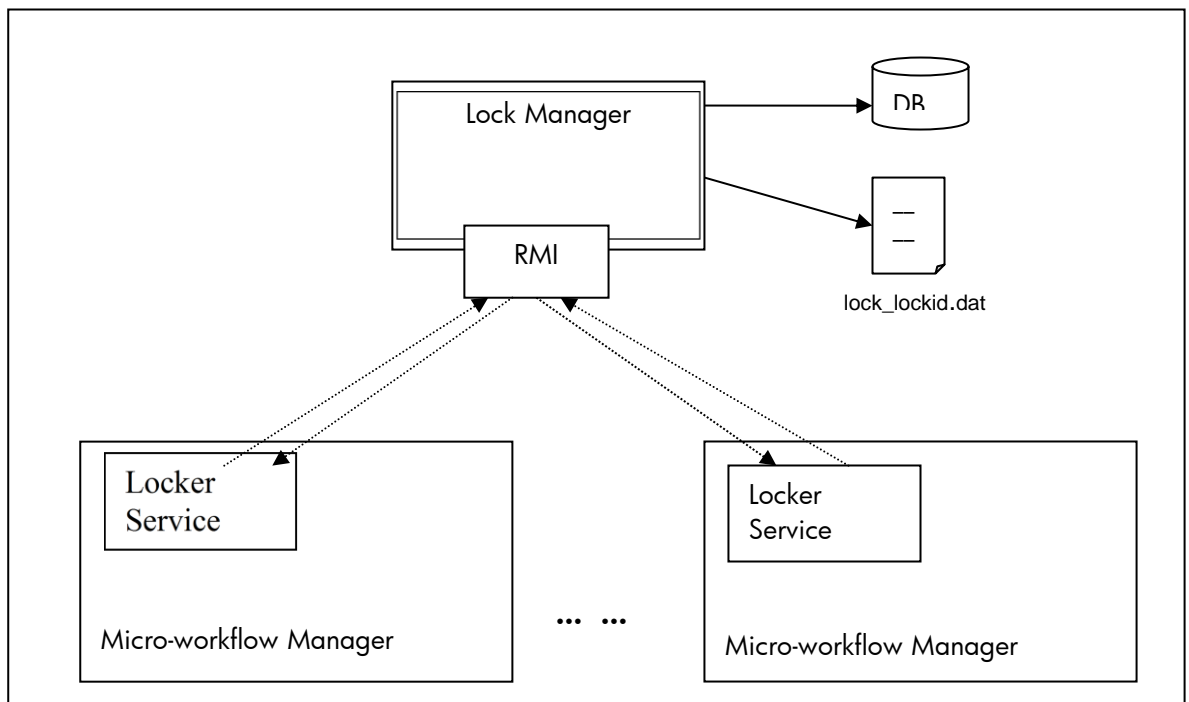 Lock Manager
DB
RMI
lock_lockid.dat
Locker
Service
Locker
Service
... ...
Micro-workflow Manager
Micro-workflow Manager